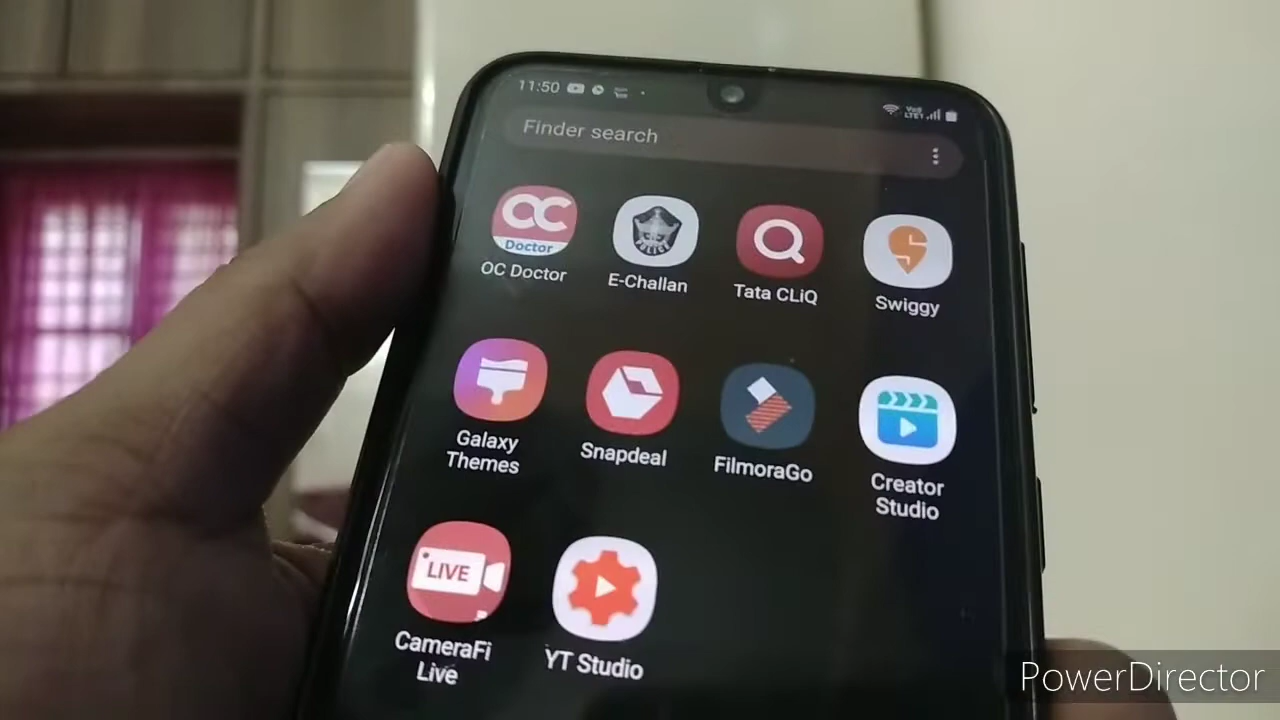 11:50
Finder search
OC
Doctor
OC Doctor
POLICE
E-Challan
Tata CLiQ
Swiggy
Galaxy
Themes
Snapdeal
FilmoraGo
Creator
Studio
LIVE
CameraFi
Live
YT Studio
PowerDirector